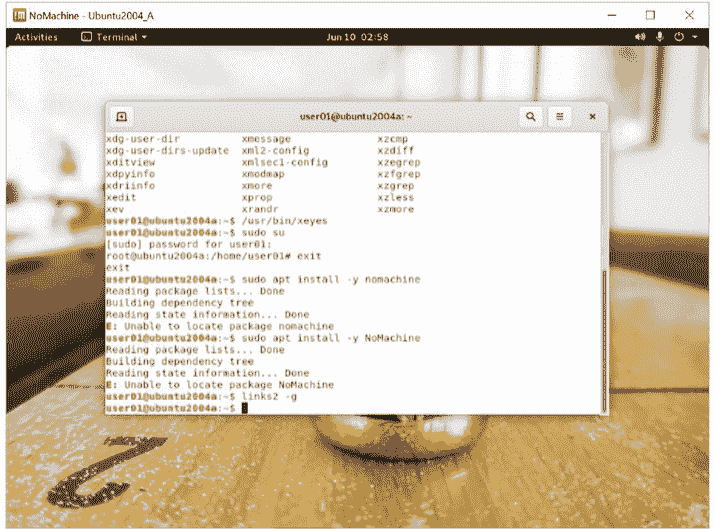 NoMachine - Ubuntu2004_A
Activities Terminal Jun 10 02:58
user01@ubuntu2004a: ~
xdg-user-dir xmessage xzcmp
xdg-user-dirs-update xml2-config xzdiff
xditview xmlsec1-config xzegrep
xdpyinfo xmodmap xzfgrep
xdriinfo xmore xzgrep
xedit xprop xzless
xev xrandr xzmore
user01@ubuntu2004a:~$ /usr/bin/xeyes
user01@ubuntu2004a:~$ sudo su
[sudo] password for user01:
root@ubuntu2004a:/home/user01# exit
exit
user01@ubuntu2004a:~$ sudo apt install -y nomachine
Reading package lists... Done
Building dependency tree
Reading state information... Done
E: Unable to locate package nomachine
user01@ubuntu2004a:~$ sudo apt install -y NoMachine
Reading package lists... Done
Building dependency tree
Reading state information... Done
E: Unable to locate package NoMachine
user01@ubuntu2004a:~$ links2 -g
user01@ubuntu2004a:~$